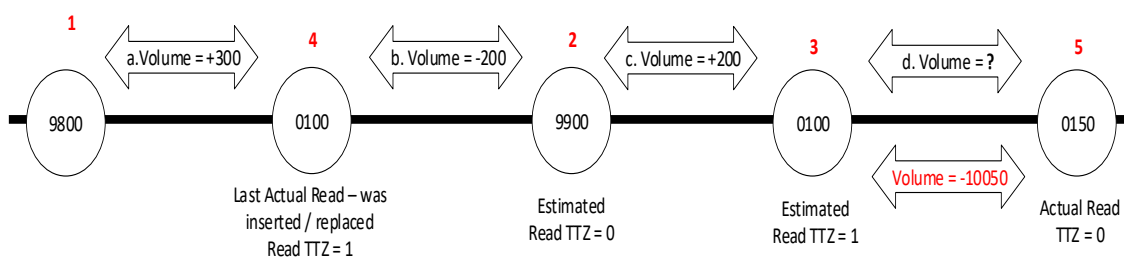 1
4
2
3
5
a.Volume = +300
b. Volume = -200
c. Volume = +200
d. Volume = ?
9800
0100
9900
0100
0150
Volume = -10050
Last Actual Read – was
inserted / replaced
Read TTZ = 1
Estimated
Read TTZ = 0
Estimated
Read TTZ = 1
Actual Read
TTZ = 0